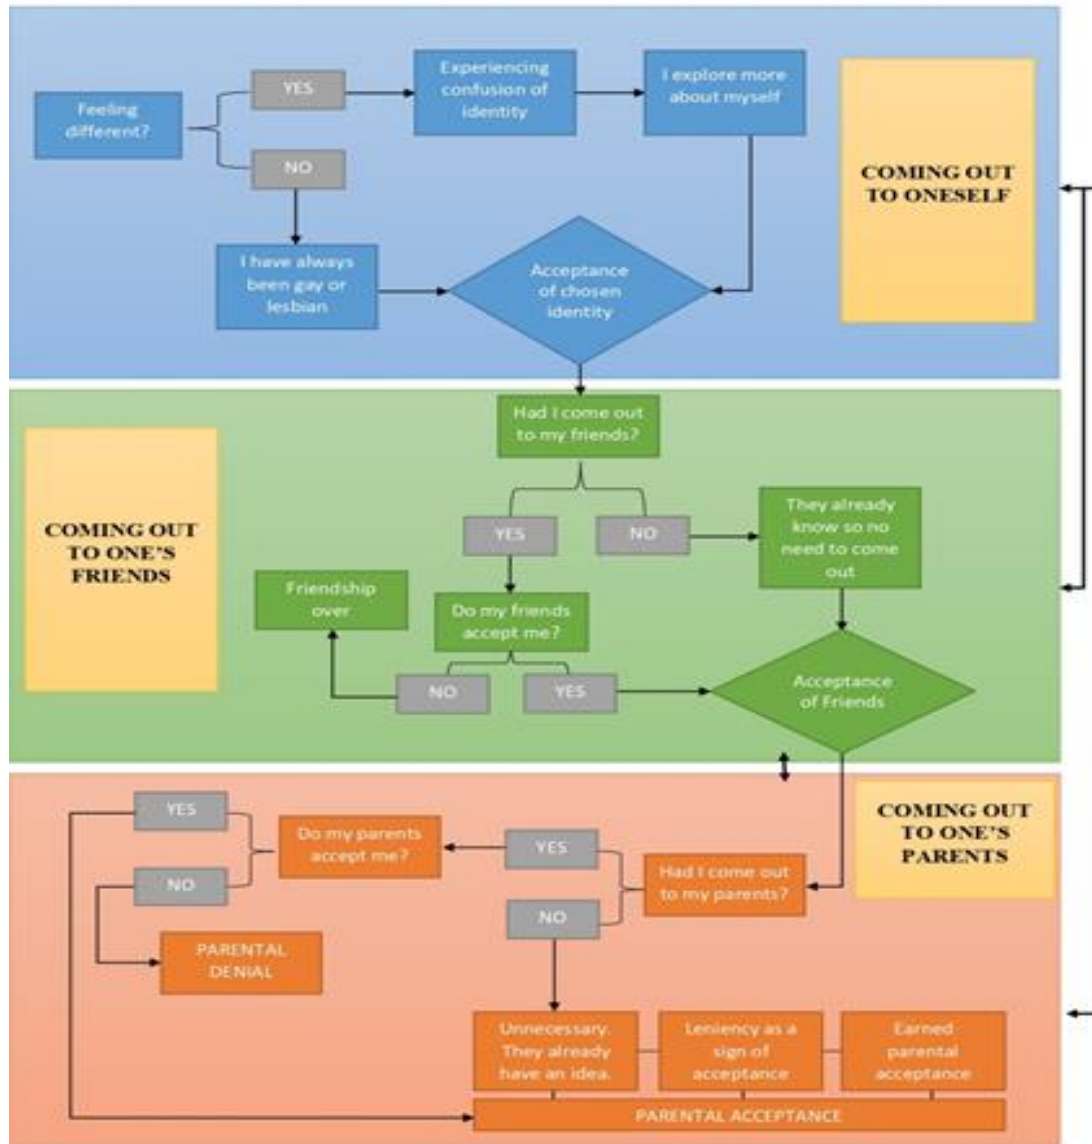 Feeling
different?
YES
NO
Experiencing
confusion of
identity
I explore more
about myself
COMING OUT
TO ONESELF
I have always
been gay or
lesbian
Acceptance
of chosen
identity
Had I come out
to my friends?
COMING OUT
TO ONE'S
FRIENDS
YES
NO
They already
know so no
need to come
out
Friendship
over
Do my friends
accept me?
NO
YES
Acceptance
of Friends
COMING OUT
TO ONE'S
PARENTS
Had I come out
to my parents?
YES
NO
Do my parents
accept me?
YES
NO
PARENTAL
DENIAL
Unnecessary.
They already
have an idea.
Leniency as a
sign of
acceptance
Earned
parental
acceptance
PARENTAL ACCEPTANCE